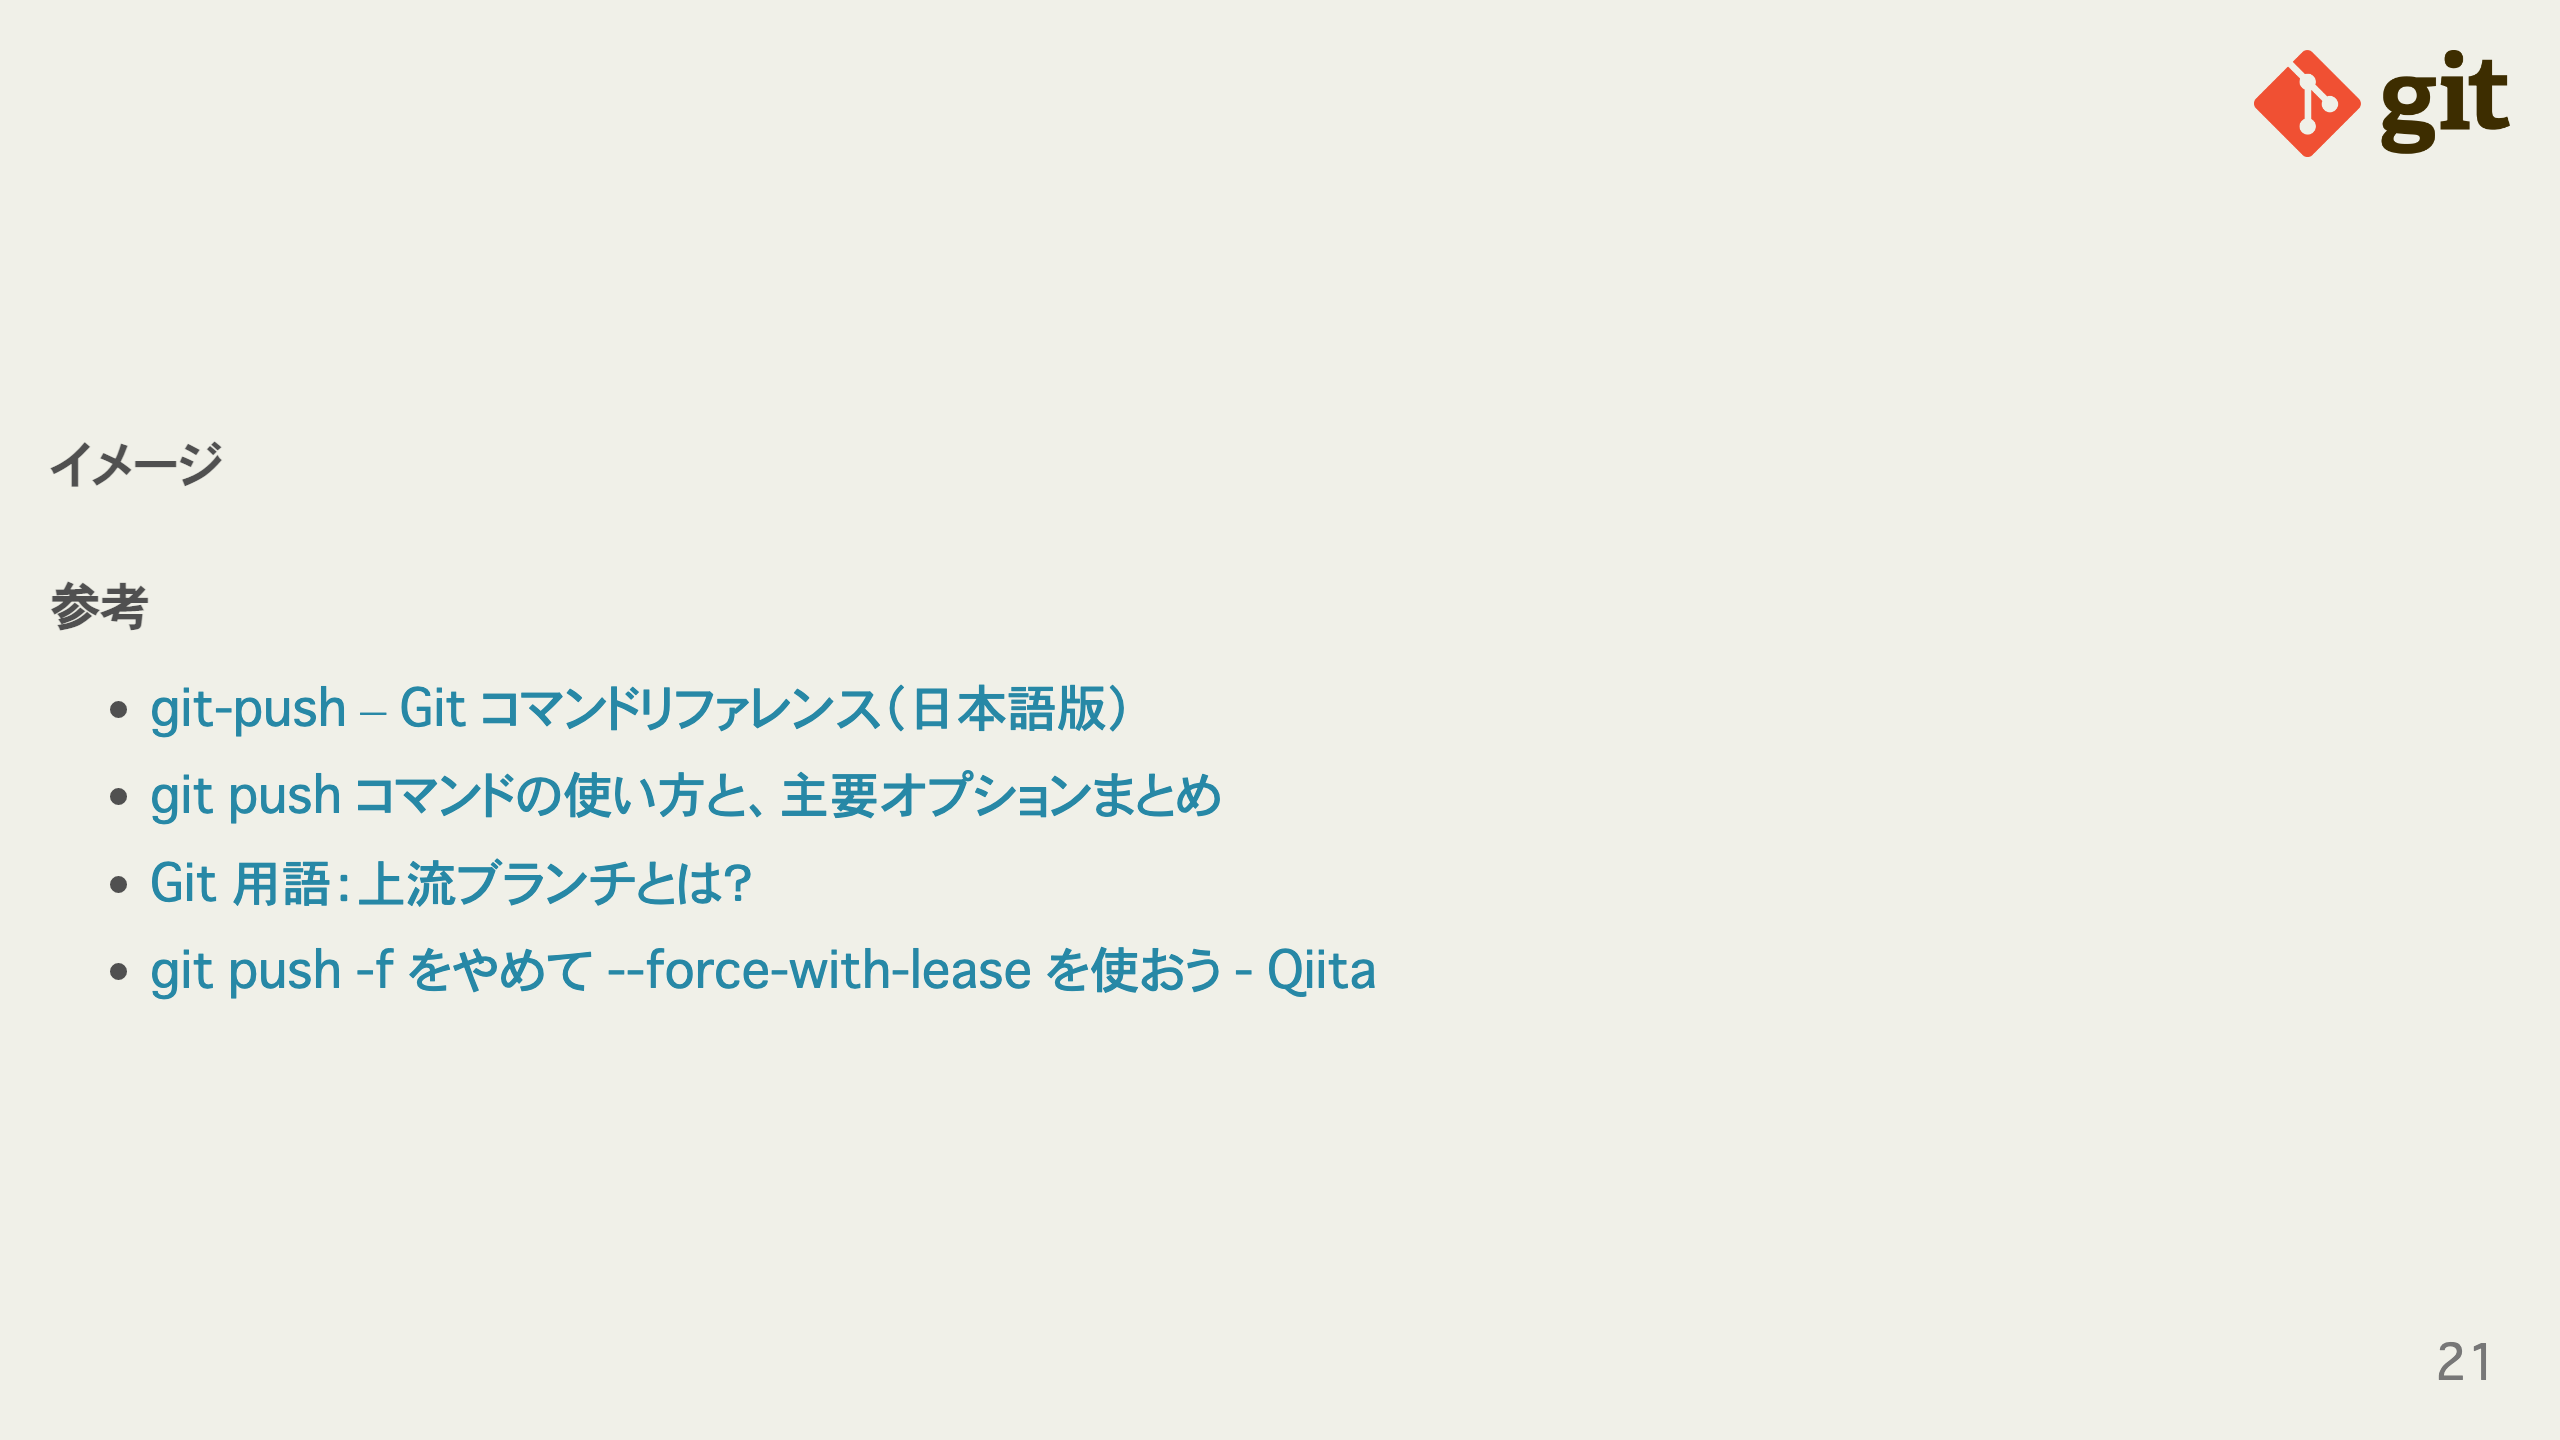 git
イメージ
参考
git-push – Git コマンドリファレンス（日本語版）
git push コマンドの使い方と、主要オプションまとめ
Git 用語：上流ブランチとは？
git push -f をやめて --force-with-lease を使おう - Qiita
21